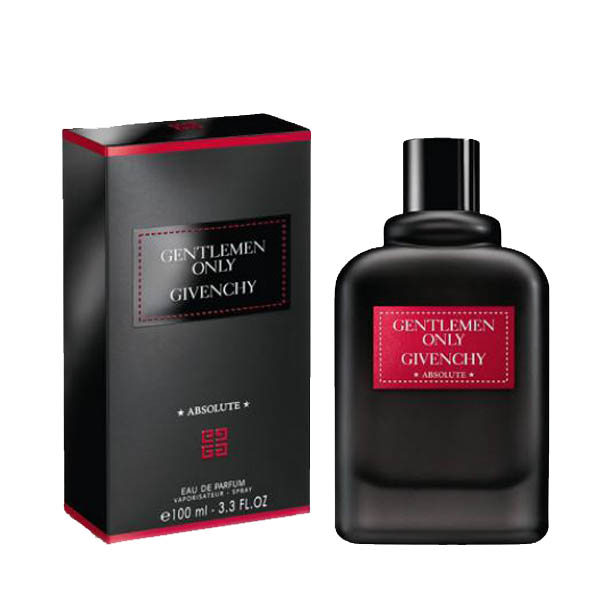 GENTLEMEN
ONLY
GIVENCHY
★ ABSOLUTE ★
EAU DE PARFUM
VAPORISATEUR - SPRAY
℮100 ml - 3.3 FL.OZ
GENTLEMEN
ONLY
GIVENCHY
★ ABSOLUTE ★